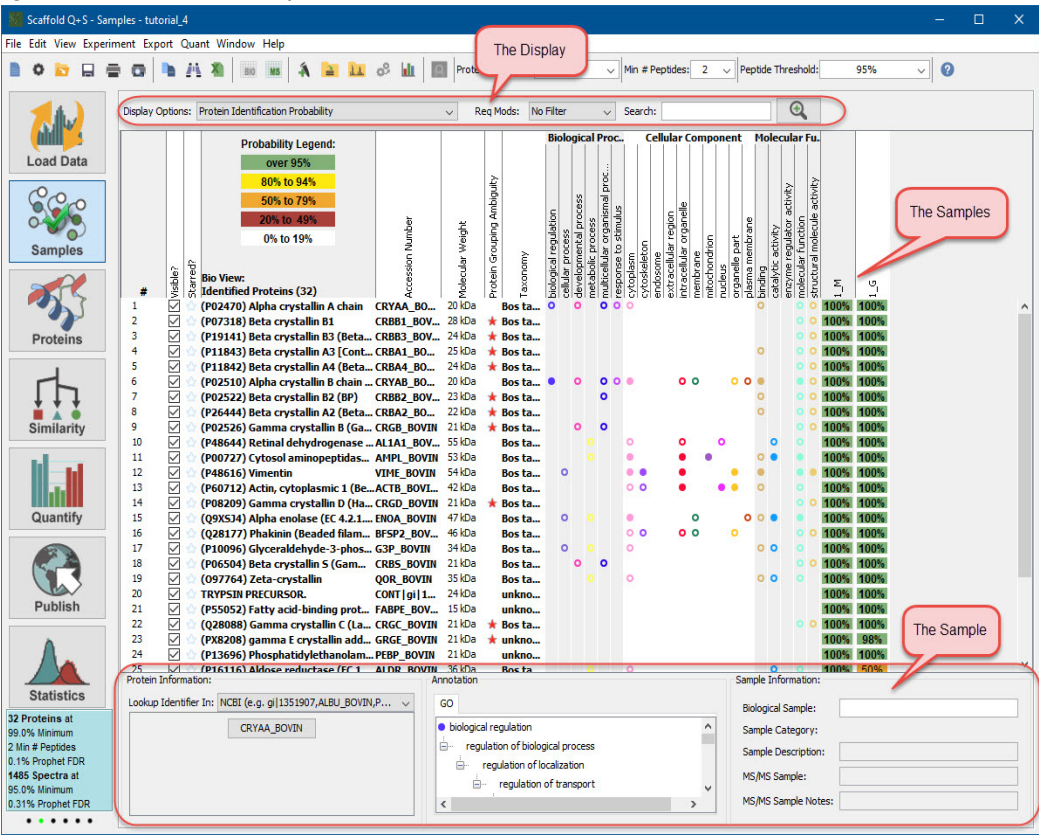 Scaffold Q+S - Samples - tutorial_4
File Edit View Experiment Export Quant Window Help
The Display
Min # Peptides: 2 Peptide Threshold: 95%
Display Options: Protein Identification Probability Req Mods: No Filter Search:
Load Data
Samples
Proteins
Similarity
Quantify
Publish
Statistics
Probability Legend:
over 95%
80% to 94%
50% to 79%
20% to 49%
0% to 19%
Biological Proc.. Cellular Component Molecular Fu..
The Samples
#
Visible?
Starred?
Bio View:
Identified Proteins (32)
Accession Number
Molecular Weight
Protein Grouping Ambiguity
Taxonomy
biological regulation
cellular process
developmental process
metabolic process
multicellular organismal proc...
response to stimulus
cytoplasm
cytoskeleton
endosome
extracellular region
intracellular organelle
membrane
mitochondrion
nucleus
organelle part
plasma membrane
binding
catalytic activity
enzyme regulator activity
molecular function
structural molecule activity
1_M
1_G
1 (P02470) Alpha crystallin A chain CRYAA_BO... 20 kDa Bos ta... 100% 100%
2 (P07318) Beta crystallin B1 CRBB1_BOV... 28 kDa Bos ta... 100% 100%
3 (P19141) Beta crystallin B3 (Beta... CRBB3_BOV... 24 kDa Bos ta... 100% 100%
4 (P11843) Beta crystallin A3 [Cont... CRBA1_BO... 25 kDa Bos ta... 100% 100%
5 (P11842) Beta crystallin A4 (Beta... CRBA4_BO... 24 kDa Bos ta... 100% 100%
6 (P02510) Alpha crystallin B chain ... CRYAB_BO... 20 kDa Bos ta... 100% 100%
7 (P02522) Beta crystallin B2 (BP) CRBB2_BOV... 23 kDa Bos ta... 100% 100%
8 (P26444) Beta crystallin A2 (Beta... CRBA2_BO... 22 kDa Bos ta... 100% 100%
9 (P02526) Gamma crystallin B (Ga... CRGB_BOVIN 21 kDa Bos ta... 100% 100%
10 (P48644) Retinal dehydrogenase ... AL1A1_BOV... 55 kDa Bos ta... 100% 100%
11 (P00727) Cytosol aminopeptidas... AMPL_BOVIN 53 kDa Bos ta... 100% 100%
12 (P48616) Vimentin VIME_BOVIN 54 kDa Bos ta... 100% 100%
13 (P60712) Actin, cytoplasmic 1 (Be... ACTB_BOVI... 42 kDa Bos ta... 100% 100%
14 (P08209) Gamma crystallin D (Ha... CRGD_BOVIN 21 kDa Bos ta... 100% 100%
15 (Q9XSJ4) Alpha enolase (EC 4.2.1.... ENOA_BOVIN 47 kDa Bos ta... 100% 100%
16 (Q28177) Phakinin (Beaded filam... BFSP2_BOV... 46 kDa Bos ta... 100% 100%
17 (P10096) Glyceraldehyde-3-phos... G3P_BOVIN 34 kDa Bos ta... 100% 100%
18 (P06504) Beta crystallin S (Gam... CRBS_BOVIN 21 kDa Bos ta... 100% 100%
19 (O97764) Zeta-crystallin QOR_BOVIN 35 kDa Bos ta... 100% 100%
20 TRYPSIN PRECURSOR. CONT|gi|1... 24 kDa unkno... 100% 100%
21 (P55052) Fatty acid-binding prot... FABPE_BOV... 15 kDa unkno... 100% 100%
22 (Q28088) Gamma crystallin C (La... CRGC_BOVIN 21 kDa Bos ta... 100% 100%
23 (PX8208) gamma E crystallin add... GRGE_BOVIN 21 kDa unkno... 100% 98%
24 (P13696) Phosphatidylethanolam... PEBP_BOVIN 21 kDa unkno... 100% 100%
25 (P16116) Aldose reductase (EC 1... ALDR_BOVIN 36 kDa Bos ta... 100% 50%
The Sample
32 Proteins at
99.0% Minimum
2 Min # Peptides
0.1% Prophet FDR
1485 Spectra at
95.0% Minimum
0.31% Prophet FDR
Protein Information:
Lookup Identifier In: NCBI (e.g. gi|1351907,ALBU_BOVIN,P...
CRYAA_BOVIN
Annotation
GO
biological regulation
regulation of biological process
regulation of localization
regulation of transport
Sample Information:
Biological Sample:
Sample Category:
Sample Description:
MS/MS Sample:
MS/MS Sample Notes: